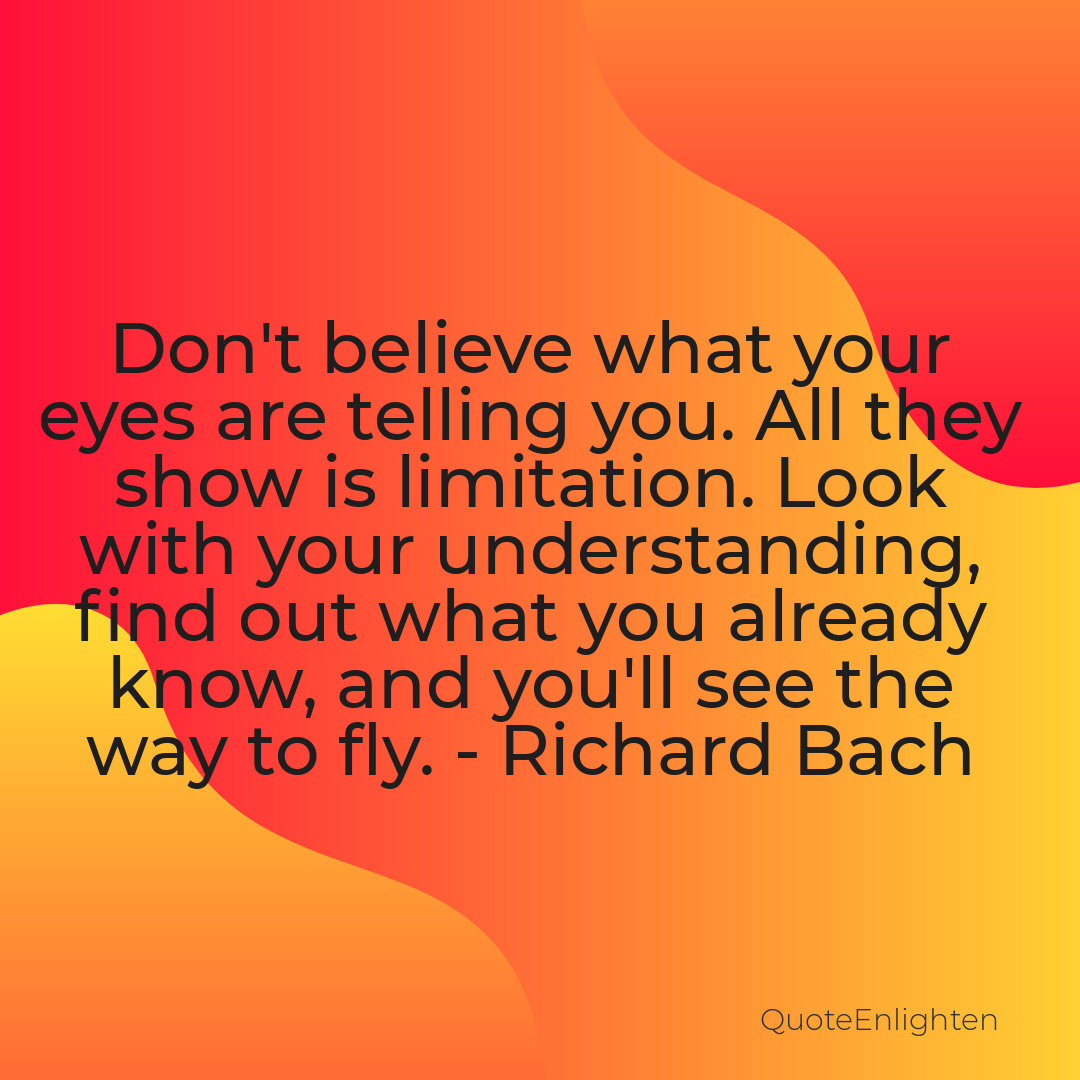 Don't believe what your
eyes are telling you. All they
show is limitation. Look
with your understanding,
find out what you already
know, and you'll see the
way to fly. - Richard Bach
QuoteEnlighten